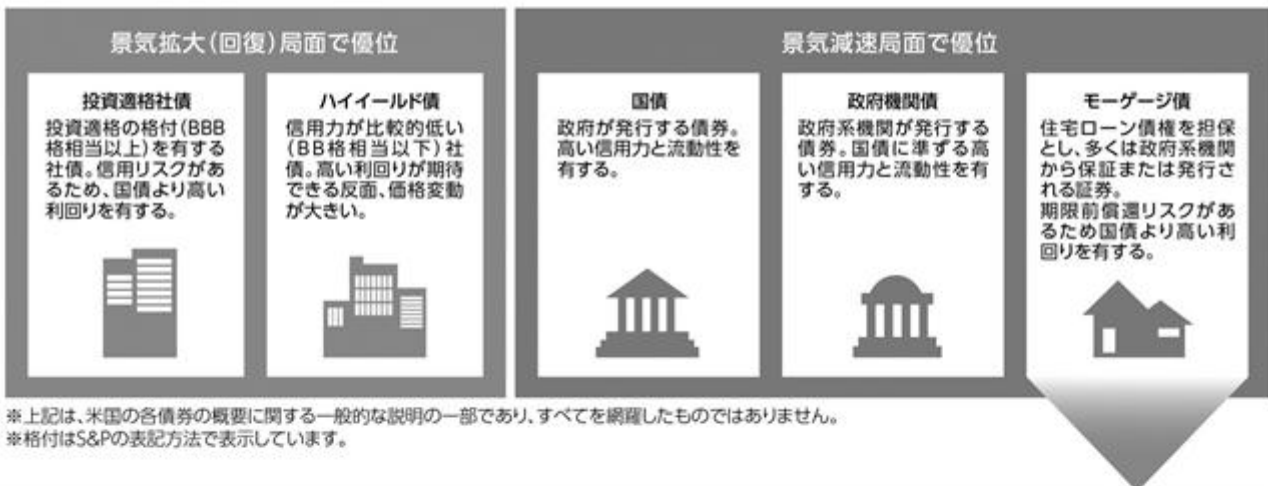 景気拡大(回復)局面で優位
投資適格社債
投資適格の格付(BBB
格相当以上)を有する
社債。信用リスクがあ
るため、国債より高い
利回りを有する。
ハイイールド債
信用力が比較的低い
(BB格相当以下)社
債。高い利回りが期待
できる反面、価格変動
が大きい。
景気減速局面で優位
国債
政府が発行する債券。
高い信用力と流動性を
有する。
政府機関債
政府系機関が発行する
債券。国債に準ずる高
い信用力と流動性を有
する。
モーゲージ債
住宅ローン債権を担保
とし、多くは政府系機関
から保証または発行さ
れる証券。
期限前償還リスクがあ
るため国債より高い利
回りを有する。
※上記は、米国の各債券の概要に関する一般的な説明の一部であり、すべてを網羅したものではありません。
※格付はS&Pの表記方法で表示しています。